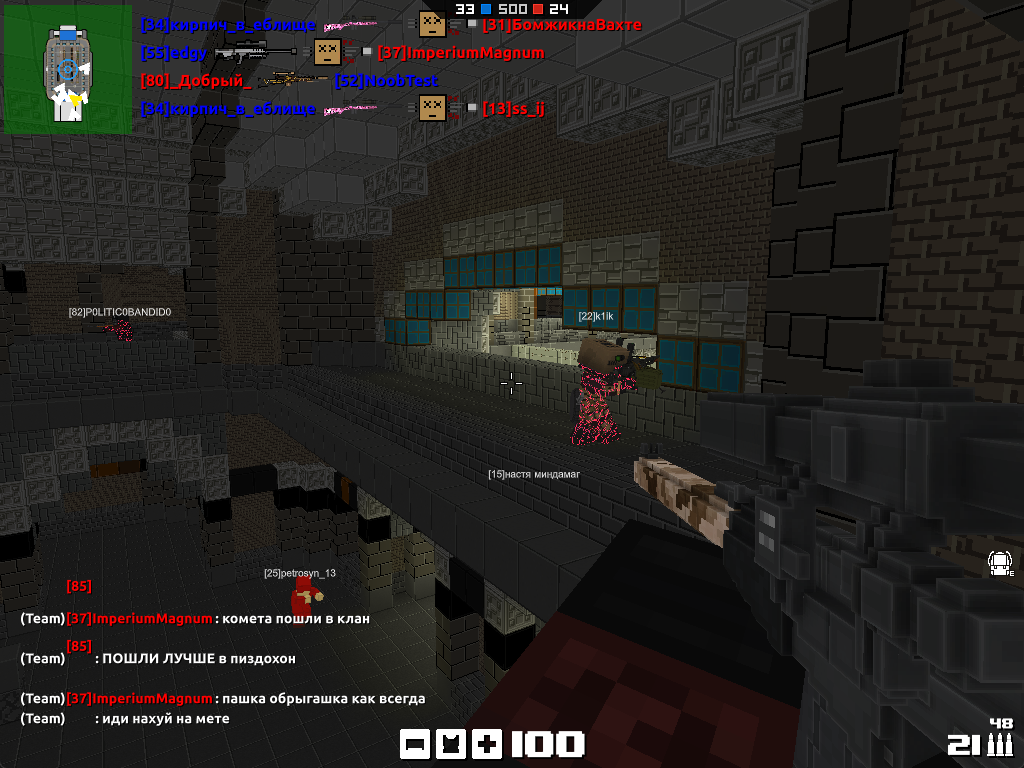 33 500 24
[34]кирпич_в_еблище [31]БомжикнаВахте
[55]edgy [37]ImperiumMagnum
[80]_Добрый_ [52]NoobTest
[34]кирпич_в_еблище [13]ss_ij
[82]P0LITIC0BANDID0
[22]k1ik
[15]настя миндамаг
[25]petrosyn_13
[85]
(Team)[37]ImperiumMagnum : комета пошли в клан
[85]
(Team) : ПОШЛИ ЛУЧШЕ в пиздохон
(Team)[37]ImperiumMagnum : пашка обрыгашка как всегда
(Team) : иди нахуй на мете
E
100
48
21